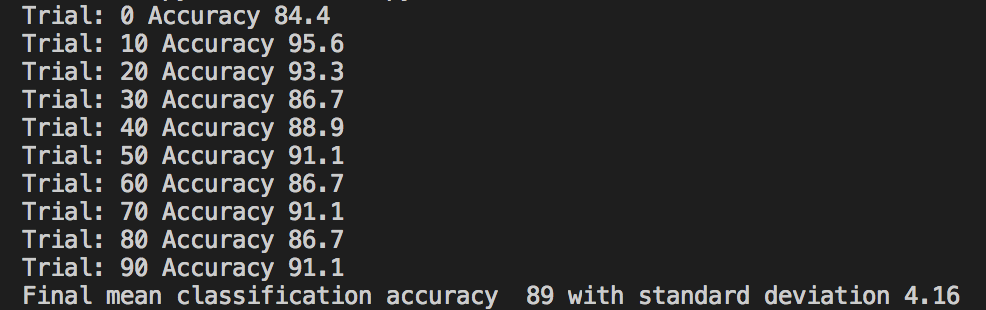 Trial: 0 Accuracy 84.4
Trial: 10 Accuracy 95.6
Trial: 20 Accuracy 93.3
Trial: 30 Accuracy 86.7
Trial: 40 Accuracy 88.9
Trial: 50 Accuracy 91.1
Trial: 60 Accuracy 86.7
Trial: 70 Accuracy 91.1
Trial: 80 Accuracy 86.7
Trial: 90 Accuracy 91.1
Final mean classification accuracy  89 with standard deviation 4.16